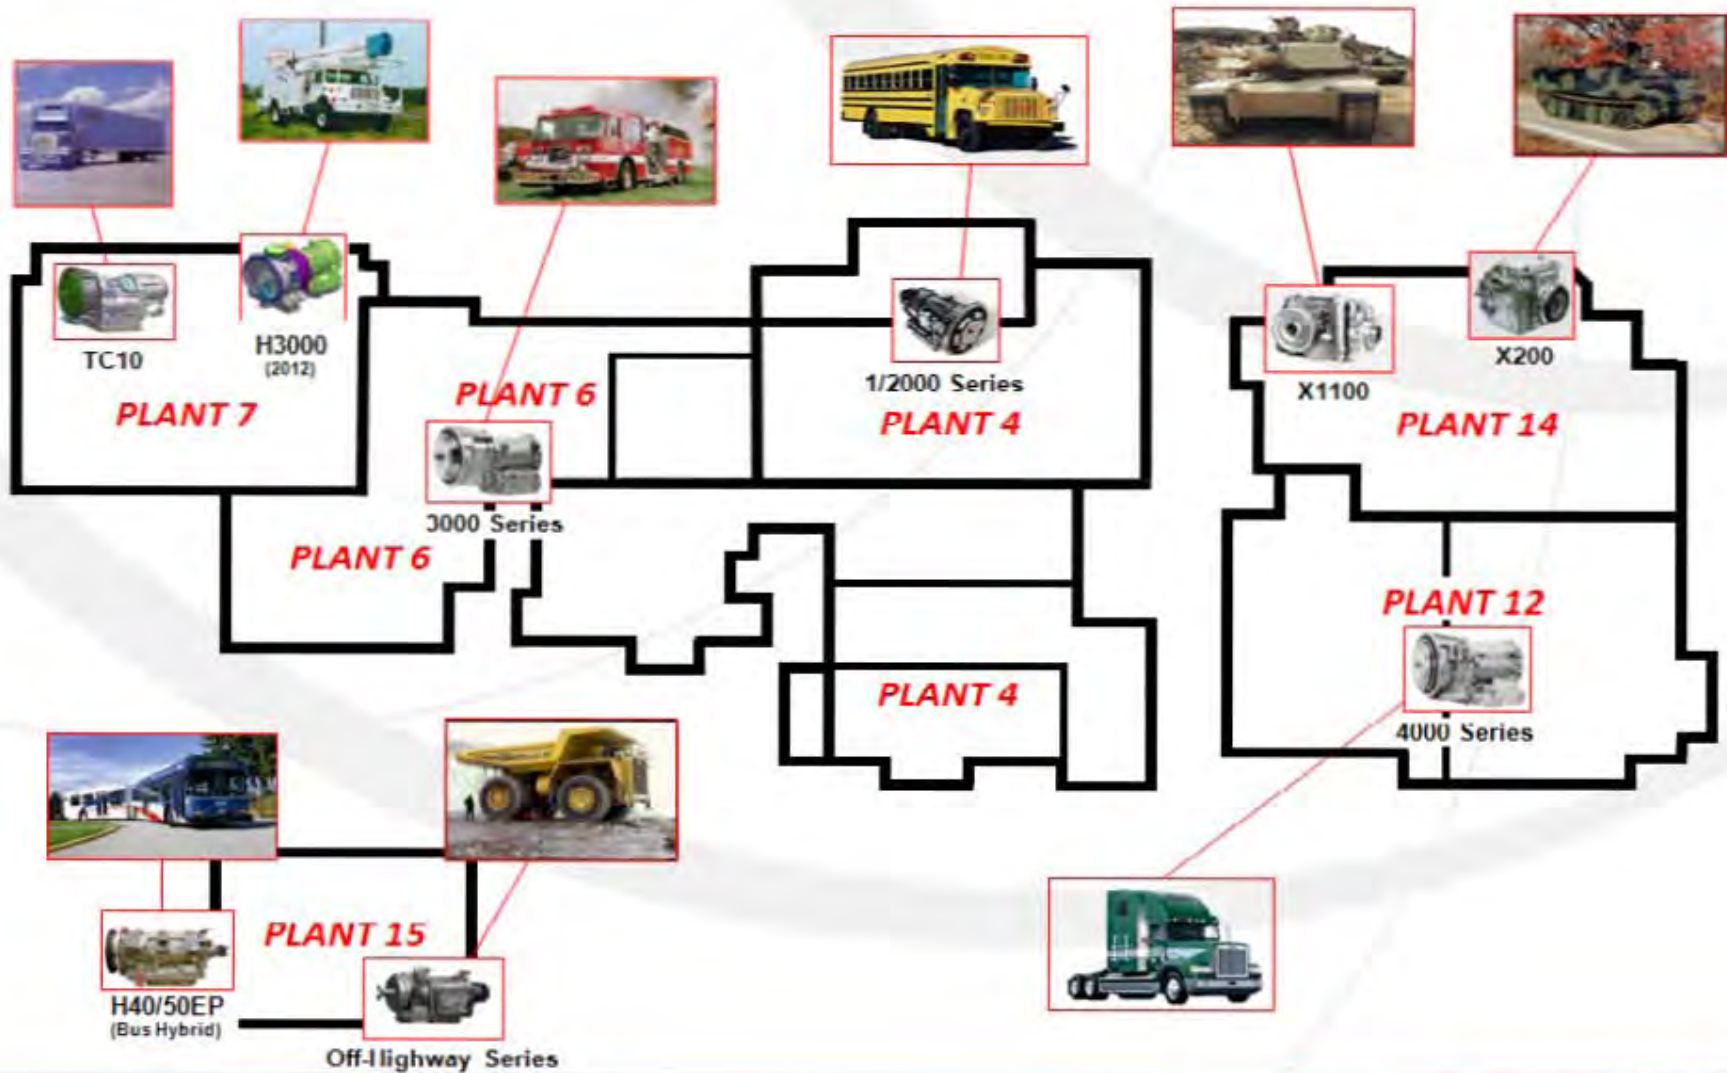 TC10
H3000
(2012)
PLANT 7
PLANT 6
1/2000 Series
PLANT 4
X1100
X200
PLANT 14
3000 Series
PLANT 6
PLANT 12
PLANT 4
4000 Series
PLANT 15
H40/50EP
(Bus Hybrid)
Off-Highway Series